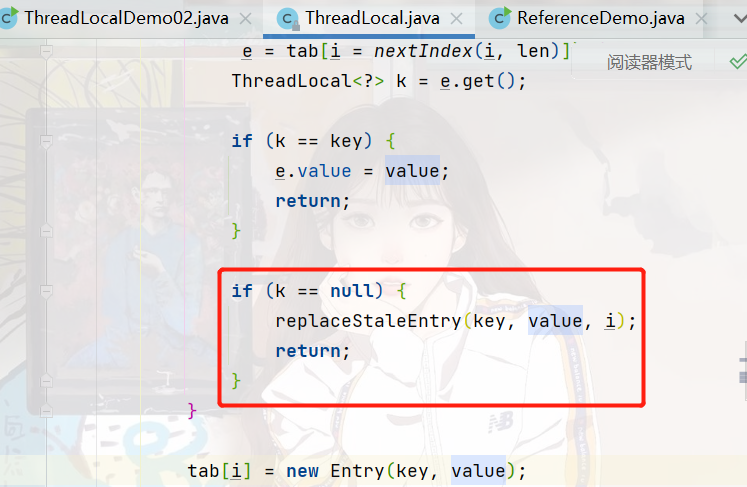 ThreadLocalDemo02.java ThreadLocal.java ReferenceDemo.java
e = tab[i = nextIndex(i, len)]
阅读器模式
ThreadLocal<?> k = e.get();
if (k == key) {
e.value = value;
return;
}
if (k == null) {
replaceStaleEntry(key, value, i);
return;
}
}
tab[i] = new Entry(key, value);